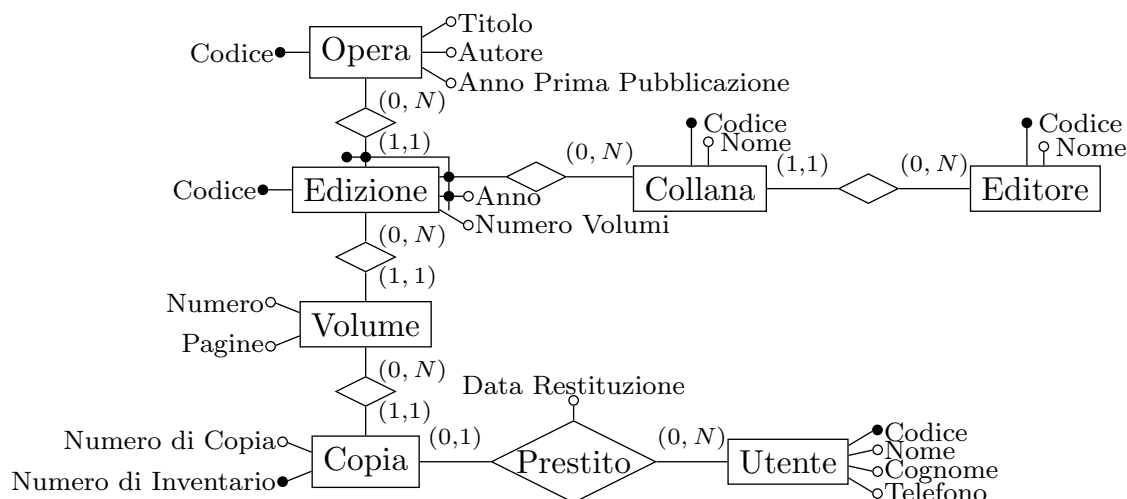 Titolo
Codice Opera Autore
Anno Prima Pubblicazione
(0, N)
(1,1) (0, N) Codice Nome (1,1) (0, N) Codice Nome
Codice Edizione Anno Collana Editore
Numero Volumi
(0, N)
(1, 1)
Numero
Volume
Pagine
(0, N)
Data Restituzione
(1,1)
Numero di Copia (0,1) (0, N) Codice
Copia Prestito Utente Nome
Cognome
Numero di Inventario
Telefono